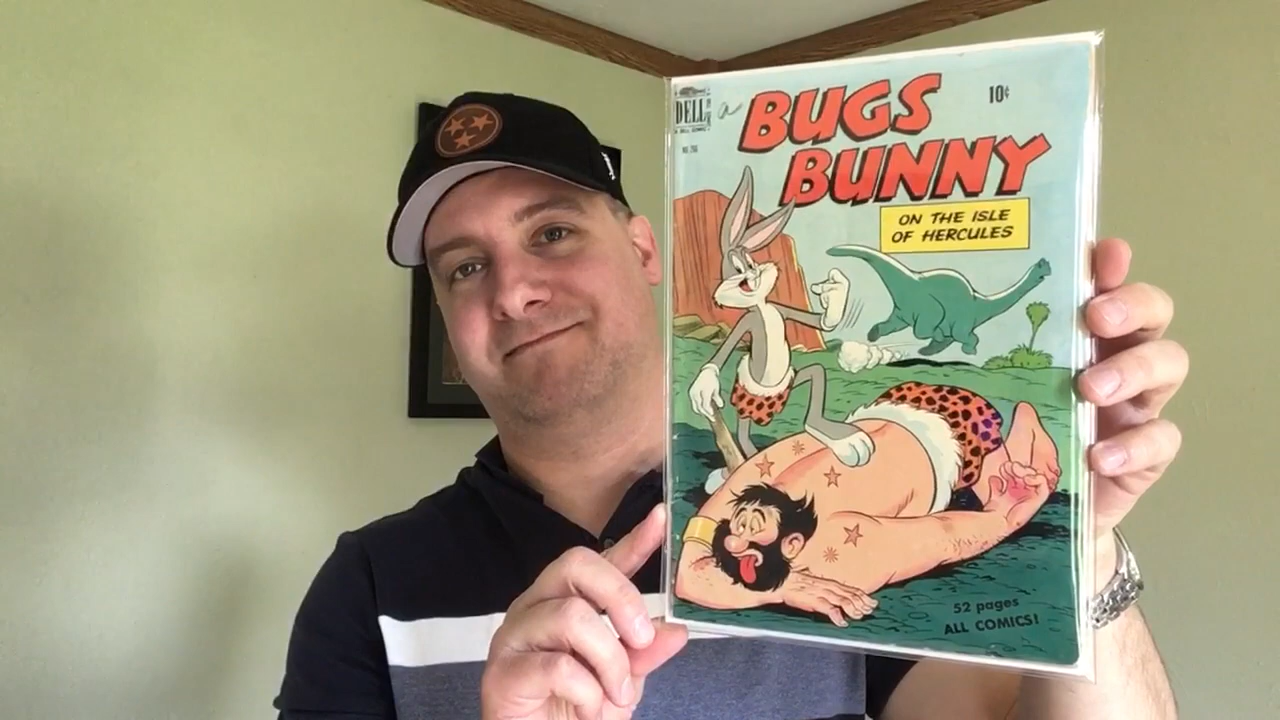 DELL
a
BUGS
BUNNY
10¢
ON THE ISLE
OF HERCULES
52 pages
ALL COMICS!